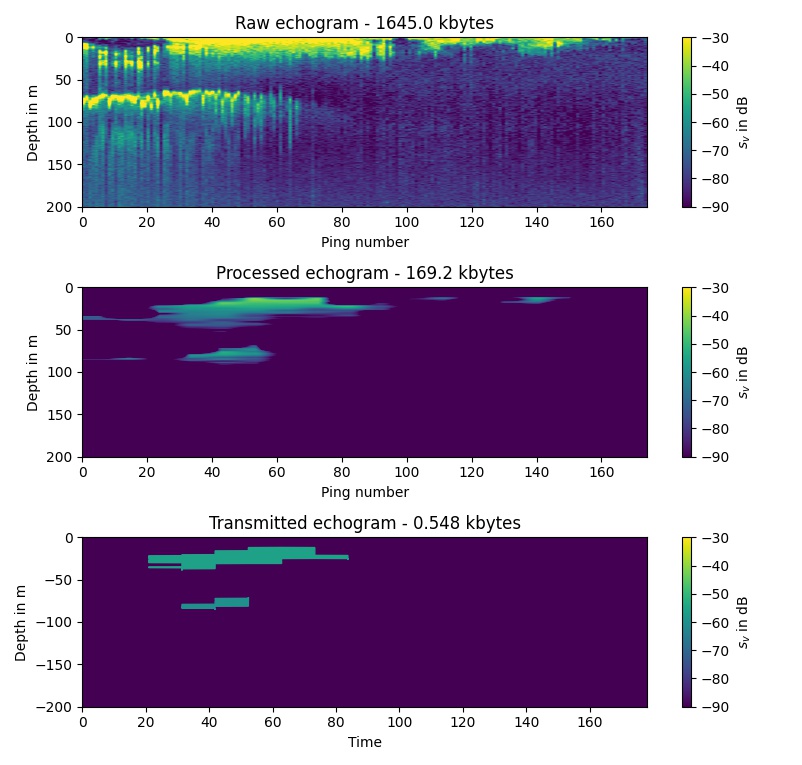 Raw echogram - 1645.0 kbytes
0
50
100
150
200
Depth in m
0 20 40 60 80 100 120 140 160
Ping number
−30
−40
−50
−60
−70
−80
−90
sv in dB
Processed echogram - 169.2 kbytes
0
50
100
150
200
Depth in m
0 20 40 60 80 100 120 140 160
Ping number
−30
−40
−50
−60
−70
−80
−90
sv in dB
Transmitted echogram - 0.548 kbytes
0
−50
−100
−150
−200
Depth in m
0 20 40 60 80 100 120 140 160
Time
−30
−40
−50
−60
−70
−80
−90
sv in dB